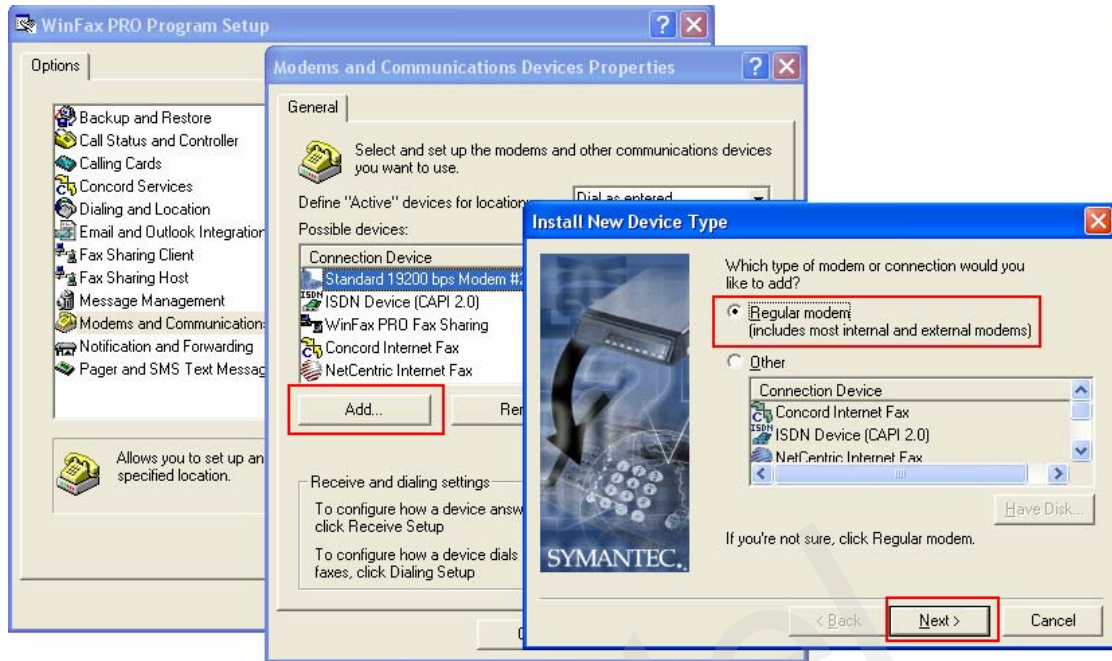 WinFax PRO Program Setup
Options
Backup and Restore
Call Status and Controller
Calling Cards
Concord Services
Dialing and Location
Email and Outlook Integration
Fax Sharing Client
Fax Sharing Host
Message Management
Modems and Communications
Notification and Forwarding
Pager and SMS Text Messag
Allows you to set up an
specified location.
Modems and Communications Devices Properties
General
Select and set up the modems and other communications devices
you want to use.
Define "Active" devices for location: Dial as entered
Possible devices:
Connection Device
Standard 19200 bps Modem #2
ISDN Device (CAPI 2.0)
WinFax PRO Fax Sharing
Concord Internet Fax
NetCentric Internet Fax
Add... Rem
Receive and dialing settings
To configure how a device answ
click Receive Setup
To configure how a device dials
faxes, click Dialing Setup
Install New Device Type
Which type of modem or connection would you
like to add?
Regular modem
(includes most internal and external modems)
Other
Connection Device
Concord Internet Fax
ISDN Device (CAPI 2.0)
NetCentric Internet Fax
Have Disk...
If you're not sure, click Regular modem.
SYMANTEC.
< Back Next > Cancel